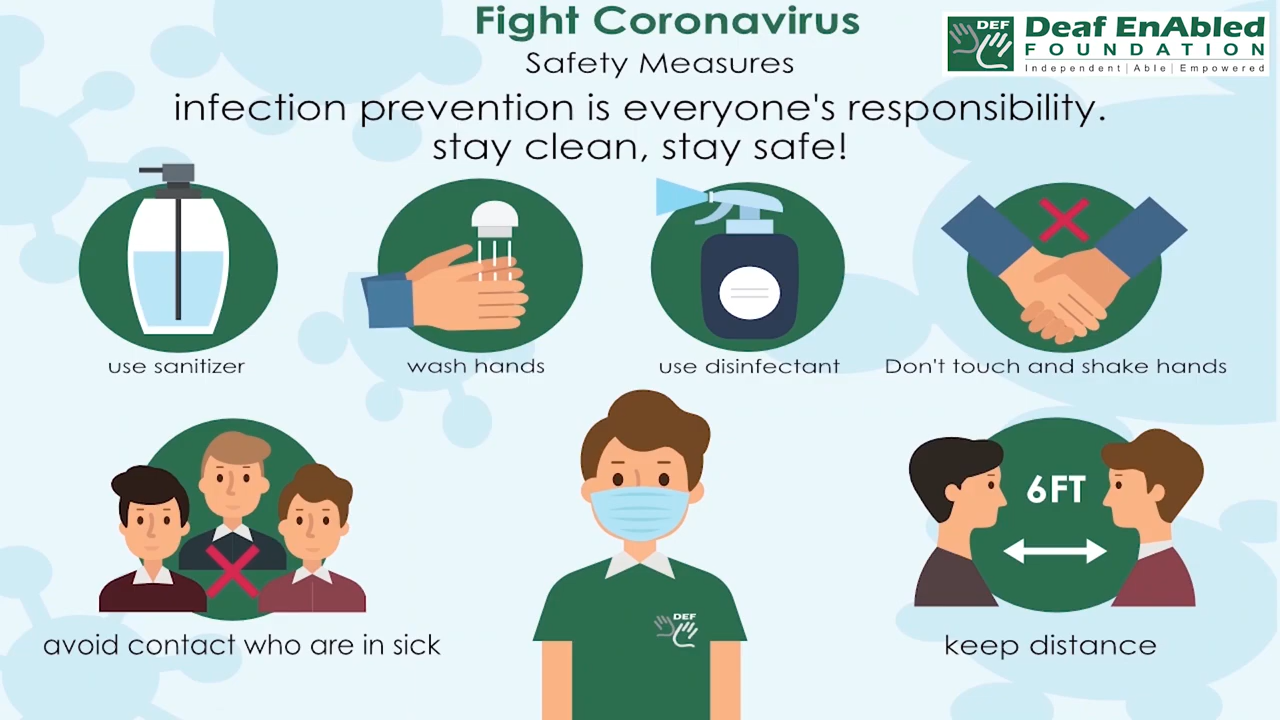 Fight Coronavirus
Safety Measures
DEF
Deaf EnAbled
FOUNDATION
Independent | Able | Empowered
infection prevention is everyone's responsibility.
stay clean, stay safe!
use sanitizer
wash hands
use disinfectant
Don't touch and shake hands
6FT
DEF
avoid contact who are in sick
keep distance